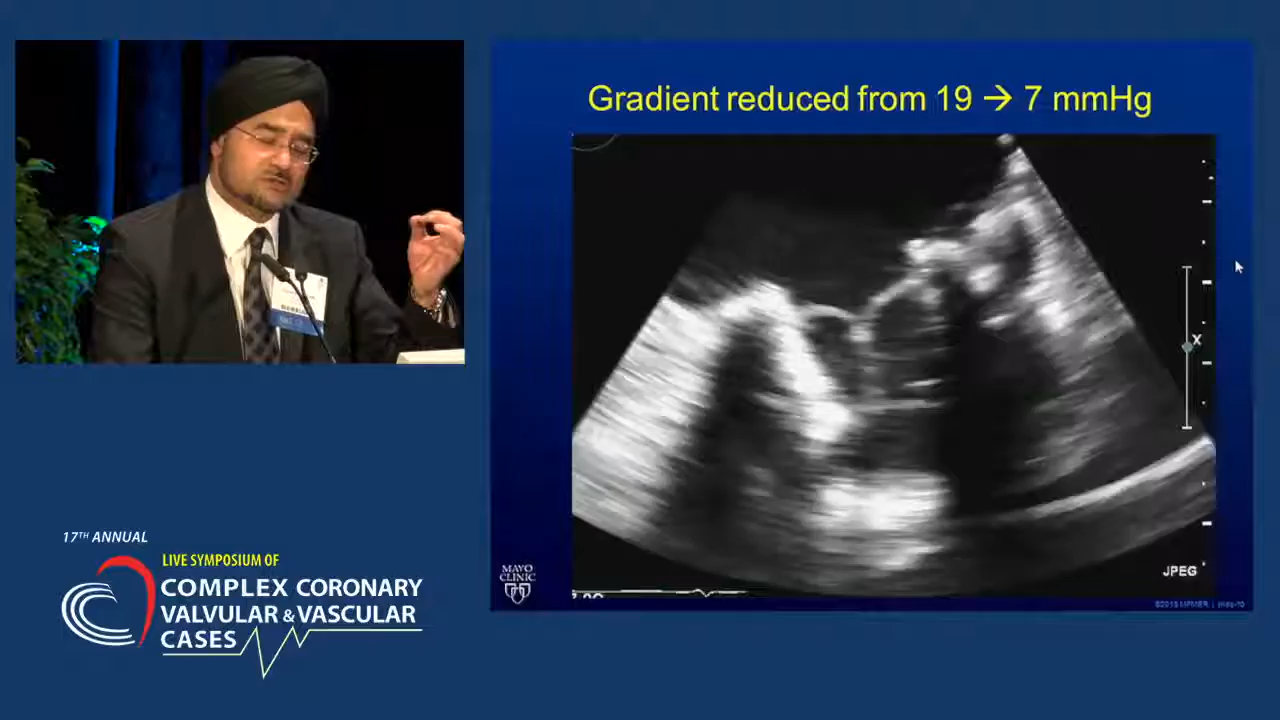 Gradient reduced from 19 → 7 mmHg
X
JPEG
MAYO
CLINIC
17TH ANNUAL
LIVE SYMPOSIUM OF
COMPLEX CORONARY
VALVULAR & VASCULAR
CASES